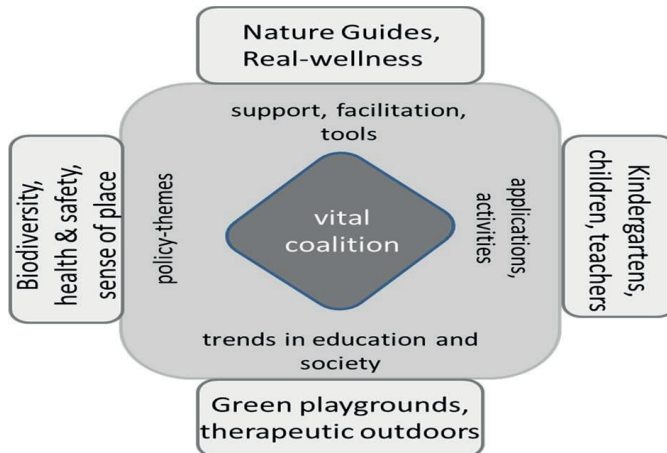 Nature Guides,
Real-wellness
support, facilitation,
tools
Biodiversity,
health & safety,
sense of place
policy-themes
vital
coalition
applications,
activities
Kindergartens,
children, teachers
trends in education and
society
Green playgrounds,
therapeutic outdoors